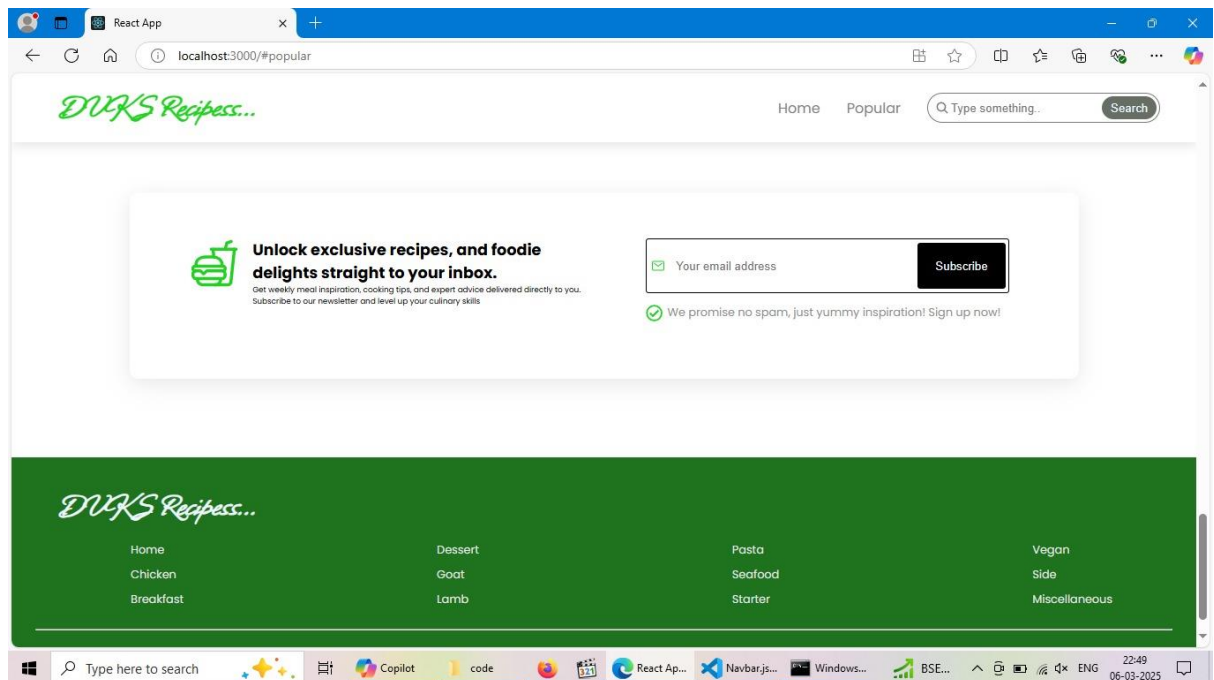 React App
localhost:3000/#popular
DUKS Recipess...
Home Popular Type something.. Search
Unlock exclusive recipes, and foodie
delights straight to your inbox.
Get weekly meal inspiration, cooking tips, and expert advice delivered directly to you.
Subscribe to our newsletter and level up your culinary skills
Your email address Subscribe
We promise no spam, just yummy inspiration! Sign up now!
DUKS Recipess...
Home Dessert Pasta Vegan
Chicken Goat Seafood Side
Breakfast Lamb Starter Miscellaneous
Type here to search Copilot code 321 React Ap... Navbar.js... Windows... BSE... ENG 22:49
06-03-2025